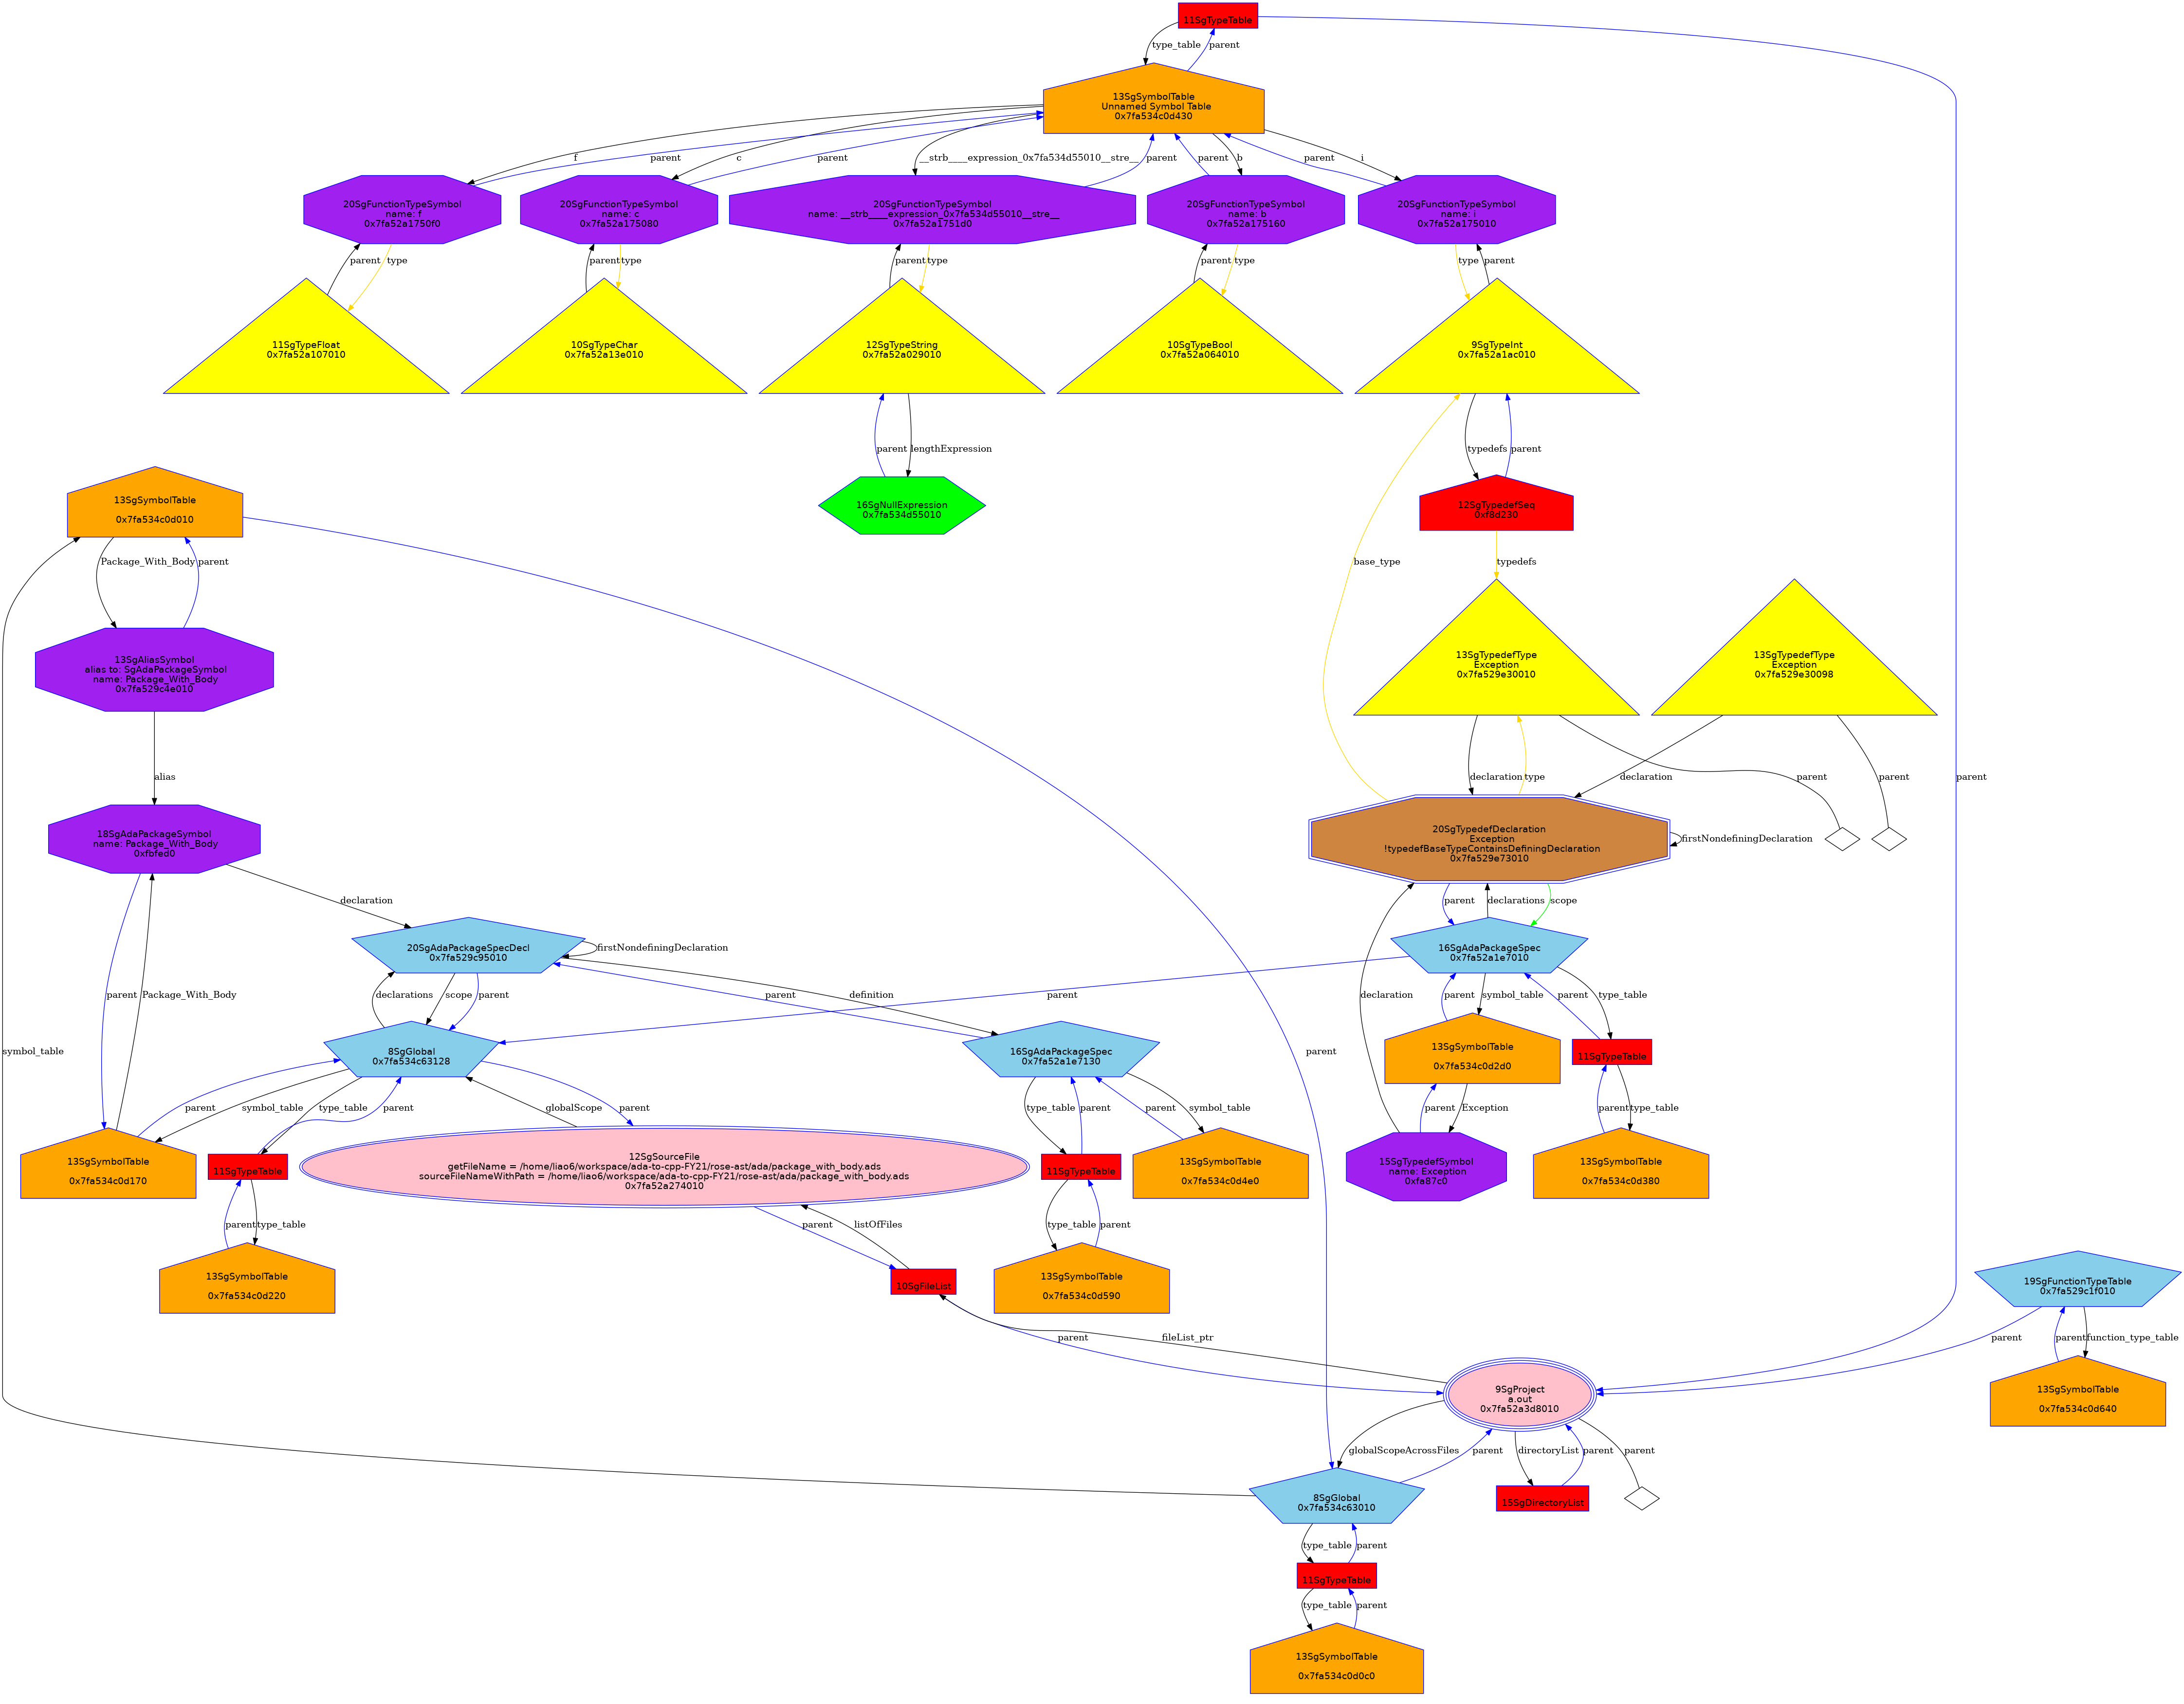 11SgTypeTable
type_table
parent
13SgSymbolTable
Unnamed Symbol Table
0x7fa534c0d430
f
parent
c
parent
__strb____expression_0x7fa534d55010__stre__
parent
parent
b
parent
i
20SgFunctionTypeSymbol
name: f
0x7fa52a1750f0
20SgFunctionTypeSymbol
name: c
0x7fa52a175080
20SgFunctionTypeSymbol
name: __strb____expression_0x7fa534d55010__stre__
0x7fa52a1751d0
20SgFunctionTypeSymbol
name: b
0x7fa52a175160
20SgFunctionTypeSymbol
name: i
0x7fa52a175010
parent
type
parent
type
parent
type
parent
type
type
parent
11SgTypeFloat
0x7fa52a107010
10SgTypeChar
0x7fa52a13e010
12SgTypeString
0x7fa52a029010
10SgTypeBool
0x7fa52a064010
9SgTypeInt
0x7fa52a1ac010
parent
lengthExpression
typedefs
parent
13SgSymbolTable
0x7fa534c0d010
16SgNullExpression
0x7fa534d55010
12SgTypedefSeq
0xf8d230
Package_With_Body
parent
base_type
typedefs
13SgAliasSymbol
alias to: SgAdaPackageSymbol
name: Package_With_Body
0x7fa529c4e010
13SgTypedefType
Exception
0x7fa529e30010
13SgTypedefType
Exception
0x7fa529e30098
alias
declaration
type
declaration
parent
parent
parent
18SgAdaPackageSymbol
name: Package_With_Body
0xfbfed0
20SgTypedefDeclaration
Exception
!typedefBaseTypeContainsDefiningDeclaration
0x7fa529e73010
firstNondefiningDeclaration
declaration
parent
declarations
scope
20SgAdaPackageSpecDecl
0x7fa529c95010
firstNondefiningDeclaration
16SgAdaPackageSpec
0x7fa52a1e7010
parent
Package_With_Body
declarations
scope
parent
parent
definition
parent
declaration
parent
symbol_table
parent
type_table
symbol_table
8SgGlobal
0x7fa534c63128
16SgAdaPackageSpec
0x7fa52a1e7130
parent
13SgSymbolTable
0x7fa534c0d2d0
11SgTypeTable
parent
symbol_table
type_table
parent
globalScope
parent
type_table
parent
parent
symbol_table
parent
Exception
parent
type_table
13SgSymbolTable
0x7fa534c0d170
11SgTypeTable
12SgSourceFile
getFileName = /home/liao6/workspace/ada-to-cpp-FY21/rose-ast/ada/package_with_body.ads
sourceFileNameWithPath = /home/liao6/workspace/ada-to-cpp-FY21/rose-ast/ada/package_with_body.ads
0x7fa52a274010
11SgTypeTable
13SgSymbolTable
0x7fa534c0d4e0
15SgTypedefSymbol
name: Exception
0xfa87c0
13SgSymbolTable
0x7fa534c0d380
parent
type_table
parent
listOfFiles
type_table
parent
13SgSymbolTable
0x7fa534c0d220
10SgFileList
13SgSymbolTable
0x7fa534c0d590
19SgFunctionTypeTable
0x7fa529c1f010
parent
fileList_ptr
parent
parent
function_type_table
9SgProject
a.out
0x7fa52a3d8010
13SgSymbolTable
0x7fa534c0d640
globalScopeAcrossFiles
parent
directoryList
parent
parent
8SgGlobal
0x7fa534c63010
15SgDirectoryList
type_table
parent
11SgTypeTable
type_table
parent
13SgSymbolTable
0x7fa534c0d0c0